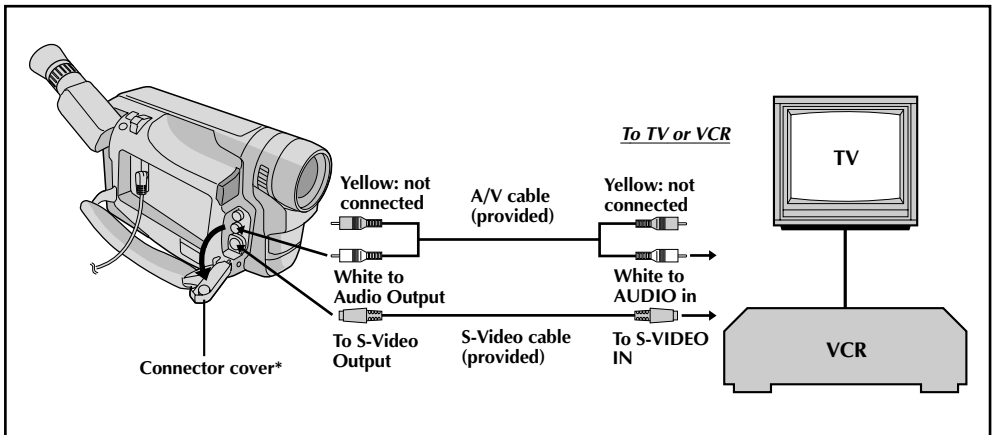 To TV or VCR
TV
Yellow: not
connected
A/V cable
(provided)
Yellow: not
connected
White to
Audio Output
White to
AUDIO in
To S-Video
Output
S-Video cable
(provided)
To S-VIDEO
IN
Connector cover*
VCR